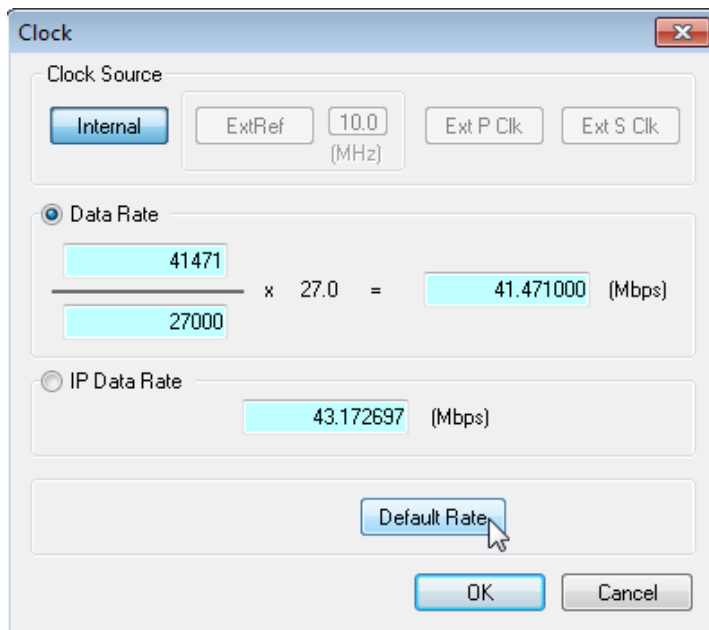 Clock
Clock Source
Internal ExtRef 10.0 Ext P Clk Ext S Clk
(MHz)
Data Rate
41471
x 27.0 = 41.471000 (Mbps)
27000
IP Data Rate
43.172697 (Mbps)
Default Rate
OK Cancel